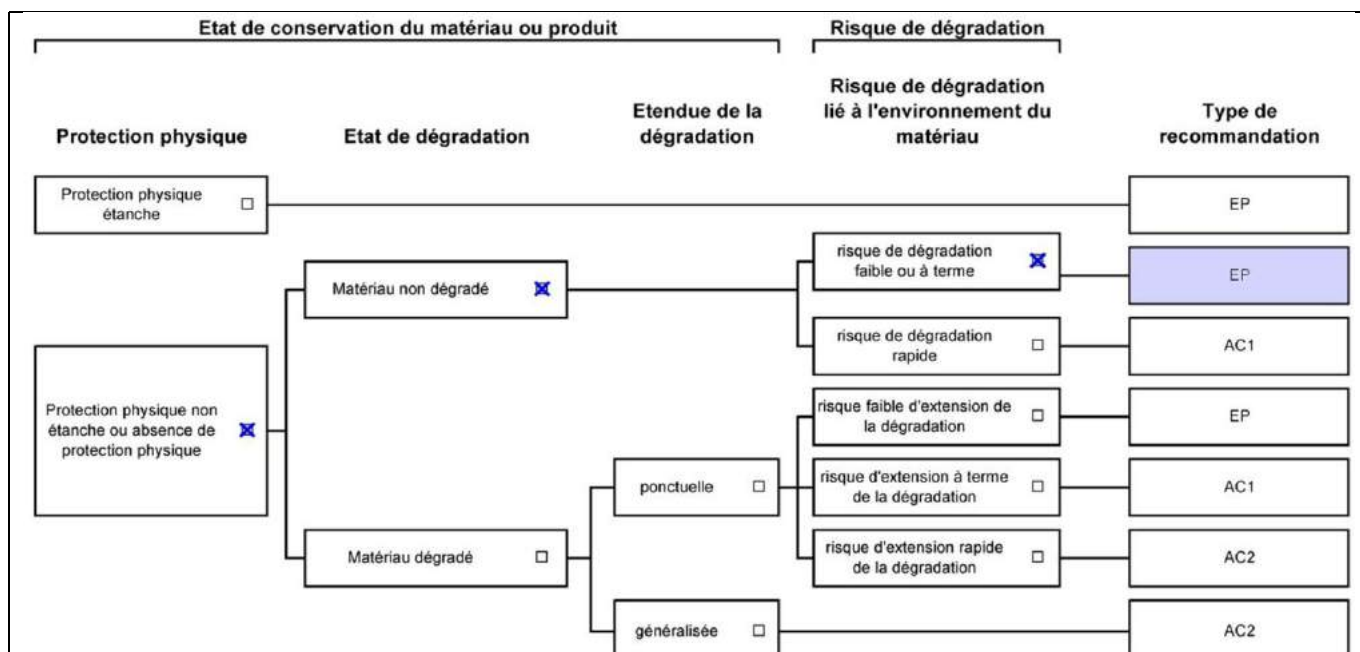 Etat de conservation du matériau ou produit
Risque de dégradation
Protection physique
Etat de dégradation
Etendue de la
dégradation
Risque de dégradation
lié à l'environnement du
matériau
Type de
recommandation
Protection physique
étanche
EP
Protection physique non
étanche ou absence de
protection physique
Matériau non dégradé
risque de dégradation
faible ou à terme
EP
risque de dégradation
rapide
AC1
Matériau dégradé
ponctuelle
risque faible d'extension de
la dégradation
EP
risque d'extension à terme
de la dégradation
AC1
risque d'extension rapide
de la dégradation
AC2
généralisée
AC2